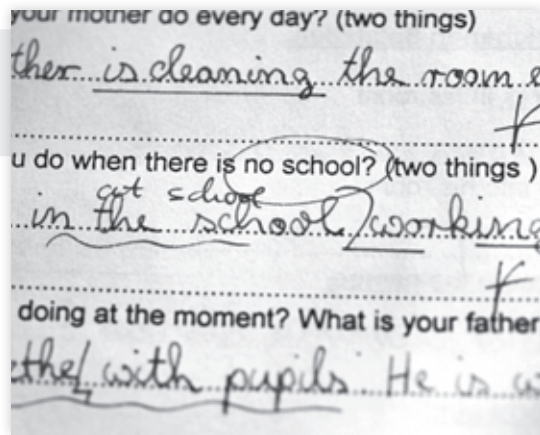 your mother do every day? (two things)
ther is cleaning the room
u do when there is no school? (two things )
at school
in the school working
doing at the moment? What is your father
the with pupils. He is